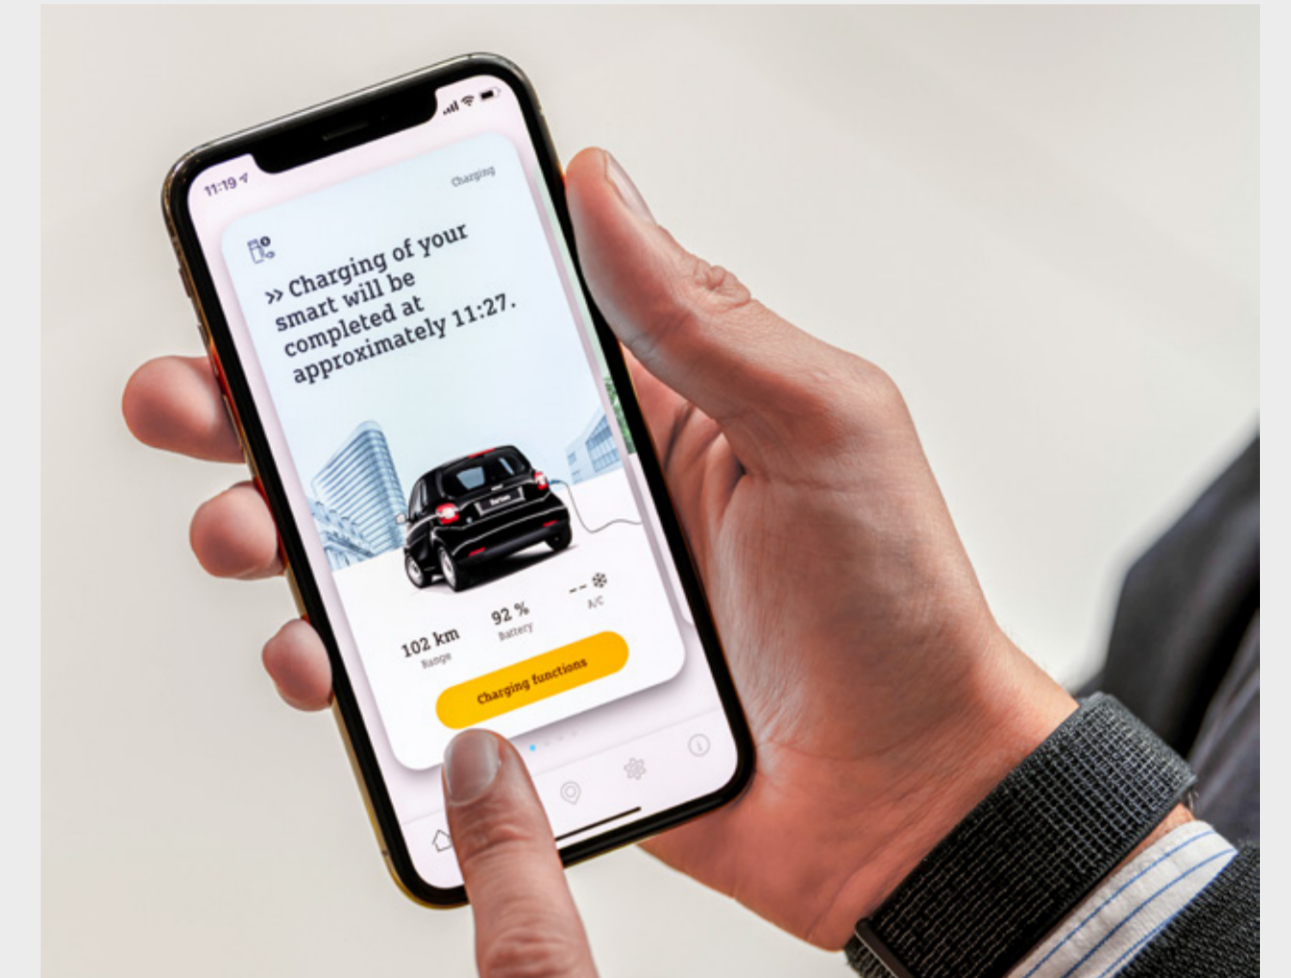 11:19
Charging
» Charging of your
smart will be
completed at
approximately 11:27.
102 km
Range
92 %
Battery
--
A/C
Charging functions